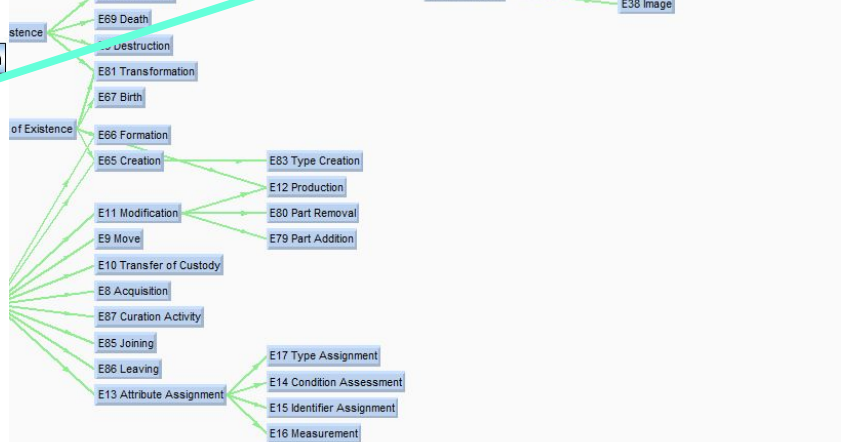 E38 Image
E69 Death
stence
Destruction
E81 Transformation
E67 Birth
of Existence
E66 Formation
E65 Creation
E83 Type Creation
E12 Production
E11 Modification
E80 Part Removal
E9 Move
E79 Part Addition
E10 Transfer of Custody
E8 Acquisition
E87 Curation Activity
E85 Joining
E17 Type Assignment
E86 Leaving
E14 Condition Assessment
E13 Attribute Assignment
E15 Identifier Assignment
E16 Measurement